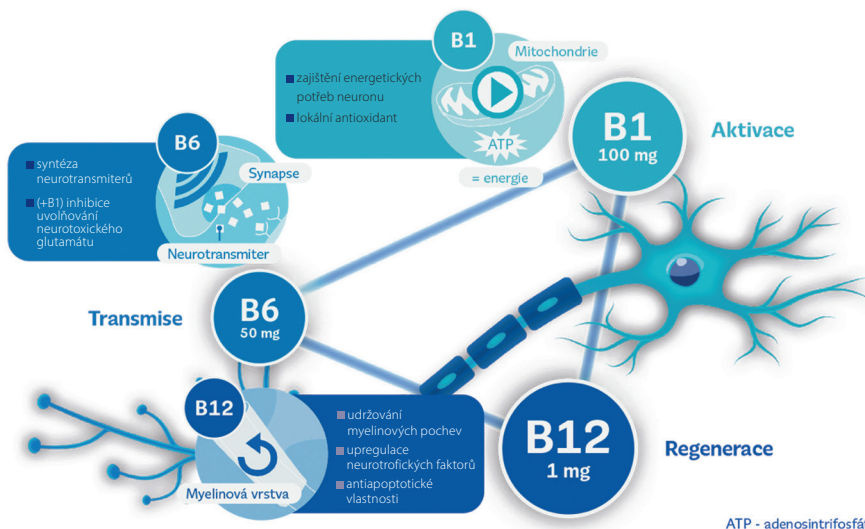 B1
Mitochondrie
zajištění energetických
potřeb neuronu
lokální antioxidant
ATP
= energie
B1
100 mg
Aktivace
B6
Synapse
syntéza
neurotransmiterů
(+B1) inhibice
uvolňování
neurotoxického
glutamátu
Neurotransmiter
Transmise
B6
50 mg
B12
Myelinová vrstva
udržování
myelinových pochev
upregulace
neurotrofických faktorů
antiapoptotické
vlastnosti
B12
1 mg
Regenerace
ATP - adenosintrifosfá